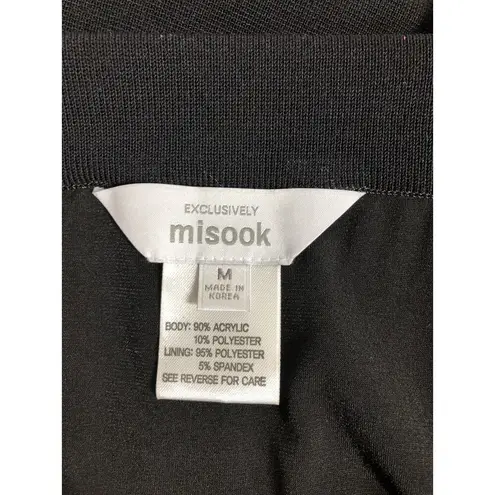 EXCLUSIVELY
misook
M
MADE IN
KOREA
BODY: 90% ACRYLIC
10% POLYESTER
LINING: 95% POLYESTER
5% SPANDEX
SEE REVERSE FOR CARE